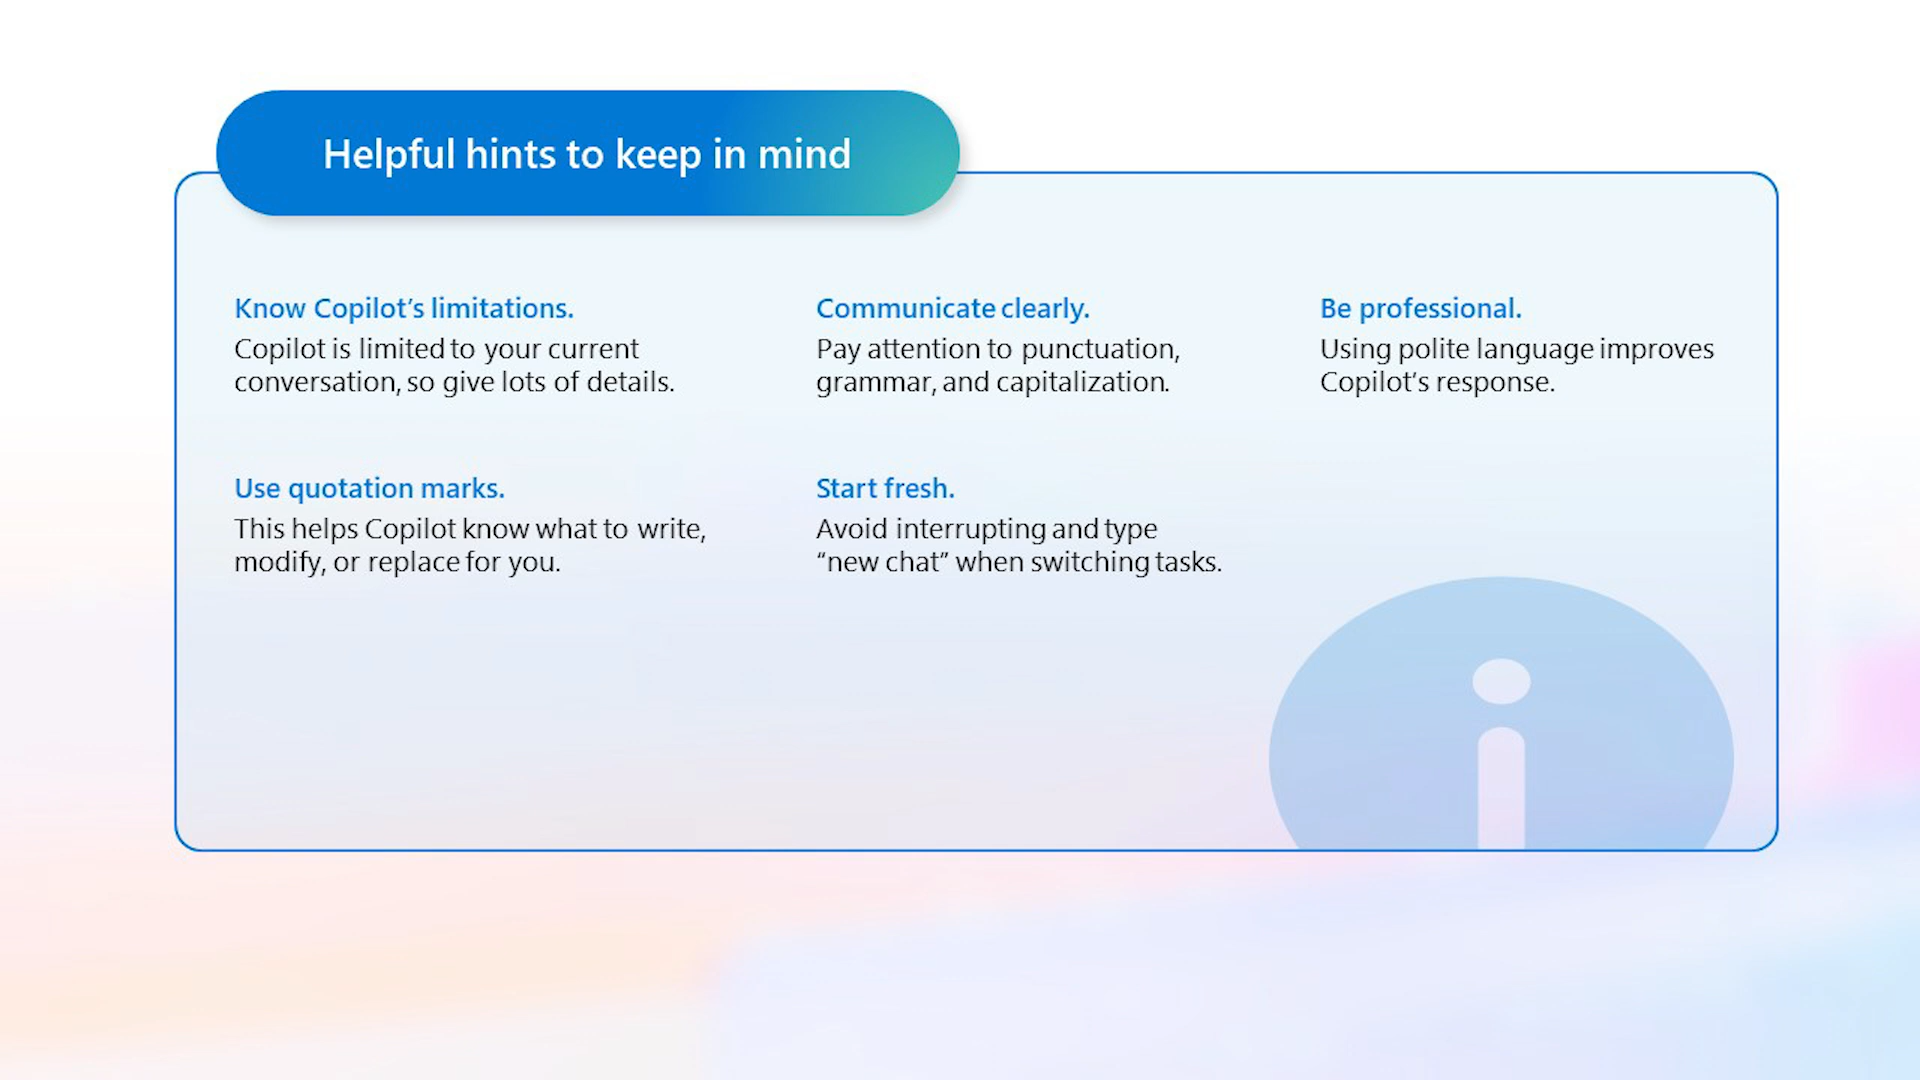 Helpful hints to keep in mind
Know Copilot’s limitations.
Copilot is limited to your current
conversation, so give lots of details.
Communicate clearly.
Pay attention to punctuation,
grammar, and capitalization.
Be professional.
Using polite language improves
Copilot’s response.
Use quotation marks.
This helps Copilot know what to write,
modify, or replace for you.
Start fresh.
Avoid interrupting and type
“new chat” when switching tasks.